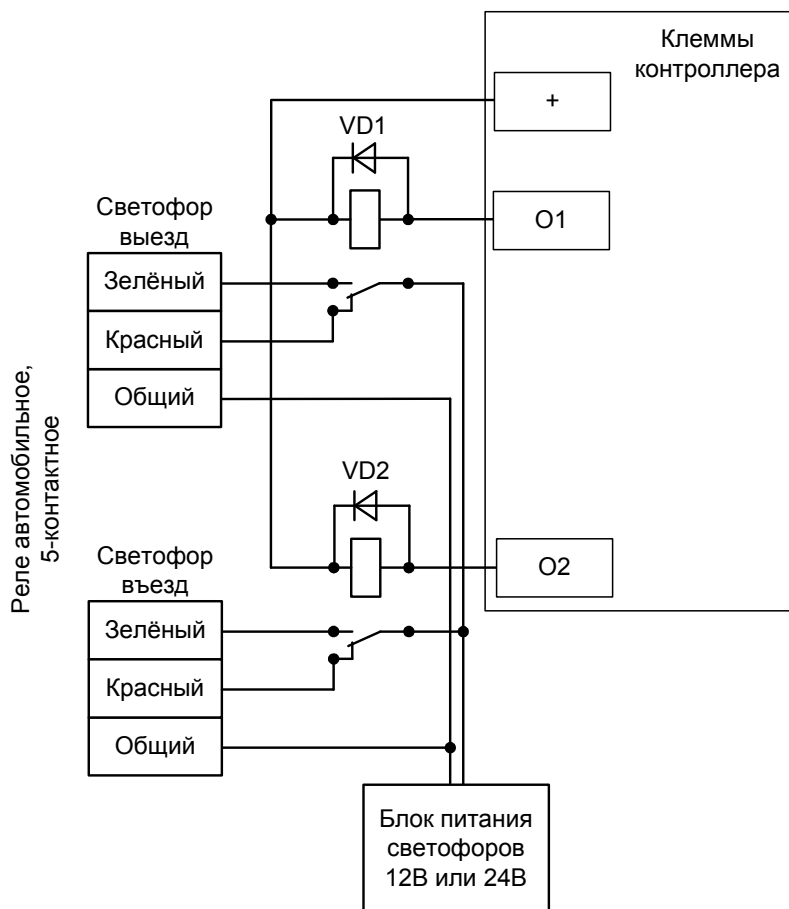 Клеммы
контроллера
+
VD1
Светофор
выезд
O1
Зелёный
Красный
Общий
Реле автомобильное,
5-контактное
VD2
Светофор
въезд
O2
Зелёный
Красный
Общий
Блок питания
светофоров
12В или 24В